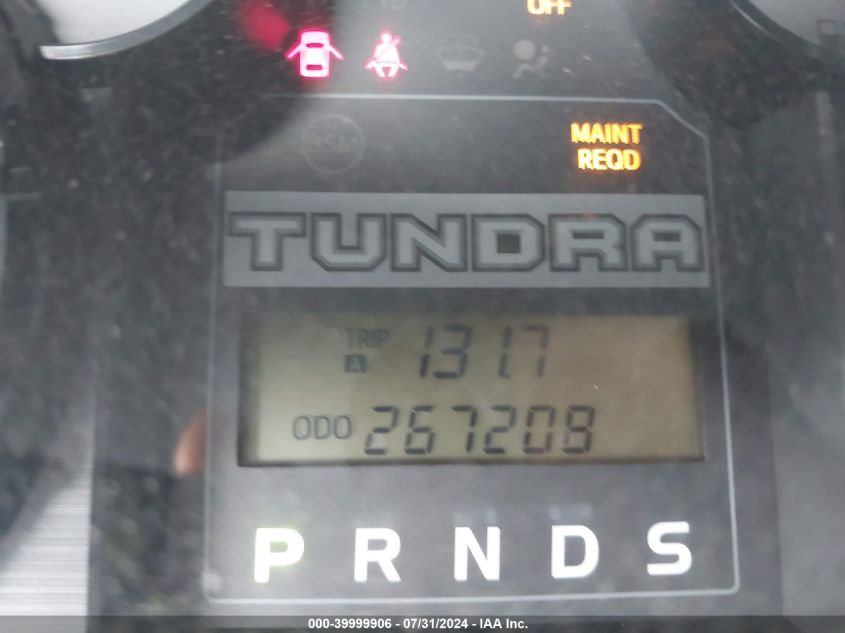 OFF
MAINT
REQD
TUNDRA
TRIP 131.7
A
ODO 267208
P R N D S
000-39999906 - 07/31/2024 - IAA Inc.